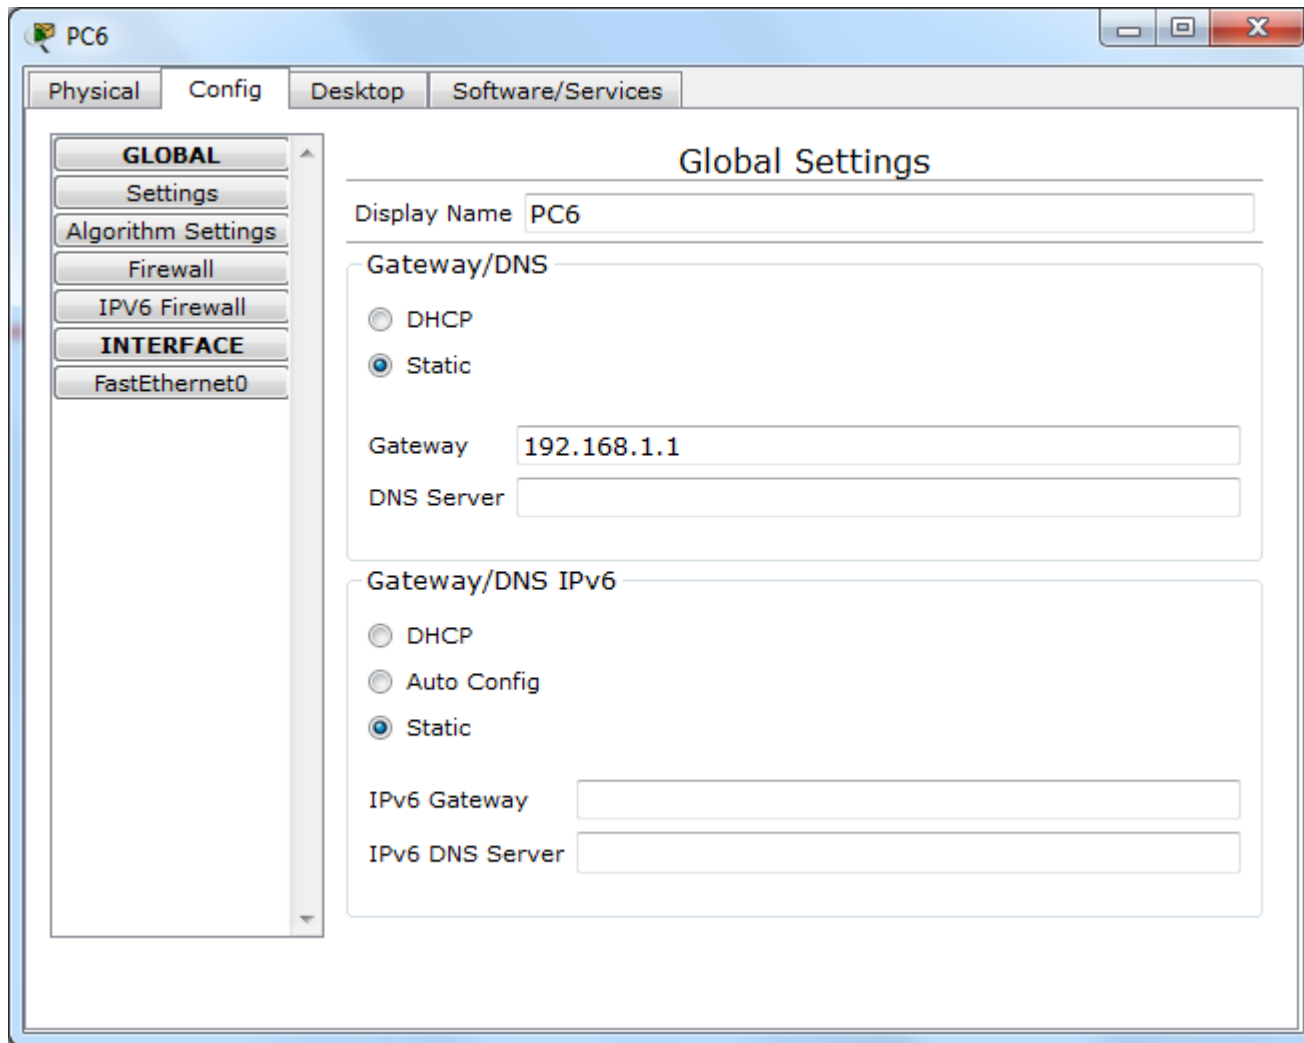 PC6
Physical Config Desktop Software/Services
GLOBAL
Settings
Algorithm Settings
Firewall
IPV6 Firewall
INTERFACE
FastEthernet0
Global Settings
Display Name PC6
Gateway/DNS
DHCP
Static
Gateway 192.168.1.1
DNS Server
Gateway/DNS IPv6
DHCP
Auto Config
Static
IPv6 Gateway
IPv6 DNS Server